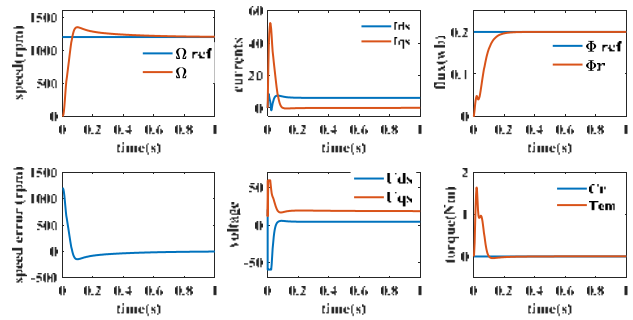 1500
1000
500
0
speed(rpm)
Ω ref
Ω
0 0.2 0.4 0.6 0.8 1
time(s)
60
40
20
0
currents
Ids
Iqs
0 0.2 0.4 0.6 0.8 1
time(s)
0.2
0.1
0
flux(wb)
Φ ref
Φr
0 0.2 0.4 0.6 0.8 1
time(s)
1500
1000
500
0
-500
speed error (rpm)
0 0.2 0.4 0.6 0.8 1
time(s)
50
0
-50
voltage
Uds
Uqs
0 0.2 0.4 0.6 0.8 1
time(s)
2
1
0
torque(Nm)
Cr
Tem
0 0.2 0.4 0.6 0.8 1
time(s)